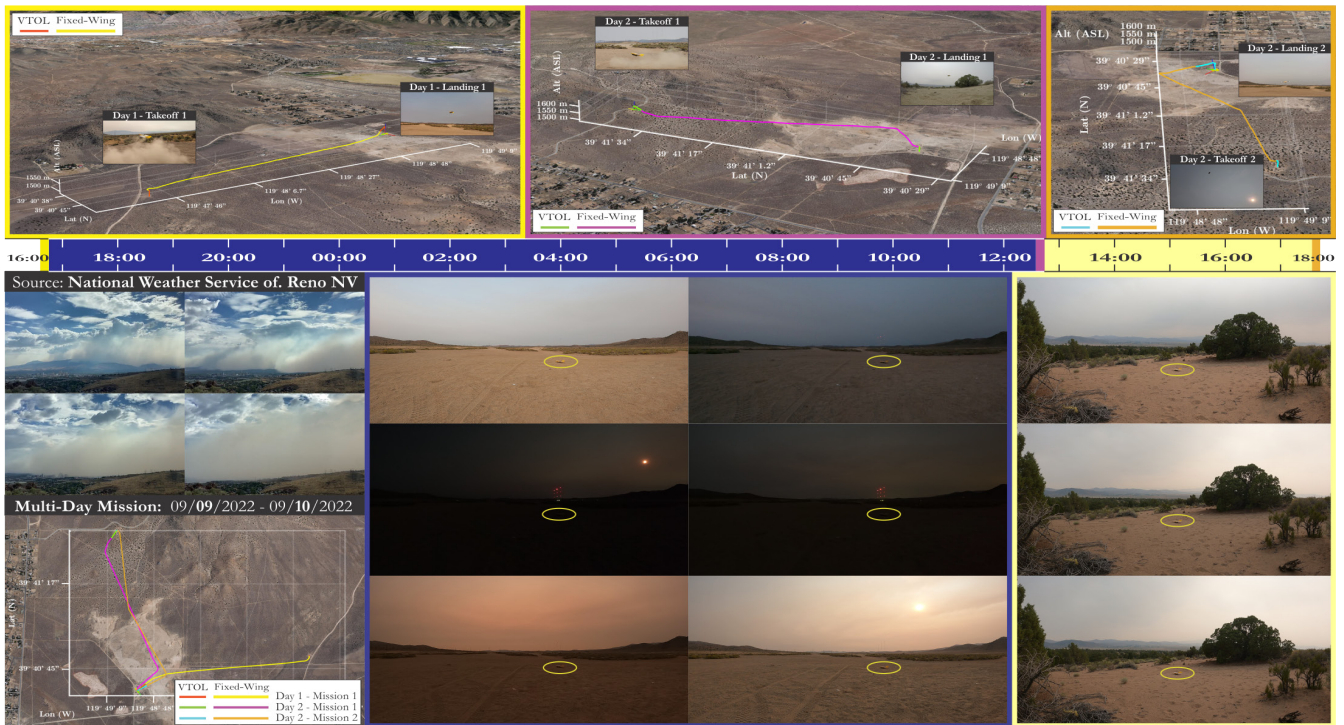 VTOL Fixed-Wing
Day 1 - Takeoff 1
Day 1 - Landing 1
Alt (ASL)
1550 m
1500 m
39° 40' 38"
39° 40' 45"
Lat (N)
119° 47' 46"
119° 48' 6.7"
Lon (W)
119° 48' 27"
119° 48' 48"
119° 49' 9"
Day 2 - Takeoff 1
Day 2 - Landing 1
Alt (ASL)
1600 m
1550 m
1500 m
39° 41' 34"
39° 41' 17"
39° 41' 1.2"
Lat (N)
39° 40' 45"
39° 40' 29"
Lon (W)
119° 48' 48"
119° 49' 9"
VTOL Fixed-Wing
Alt (ASL)
1600 m
1550 m
1500 m
Day 2 - Landing 2
39° 40' 29"
39° 40' 45"
Lat (N)
39° 41' 1.2"
39° 41' 17"
39° 41' 34"
Day 2 - Takeoff 2
119° 48' 48"
119° 49' 9"
Lon (W)
VTOL Fixed-Wing
16:00 18:00 20:00 00:00 02:00 04:00 06:00 08:00 10:00 12:00 14:00 16:00 18:00
Source: National Weather Service of. Reno NV
Multi-Day Mission: 09/09/2022 - 09/10/2022
39° 41' 17"
Lat (N)
39° 40' 45"
119° 49' 9"
119° 48' 48"
Lon (W)
VTOL Fixed-Wing
Day 1 - Mission 1
Day 2 - Mission 1
Day 2 - Mission 2